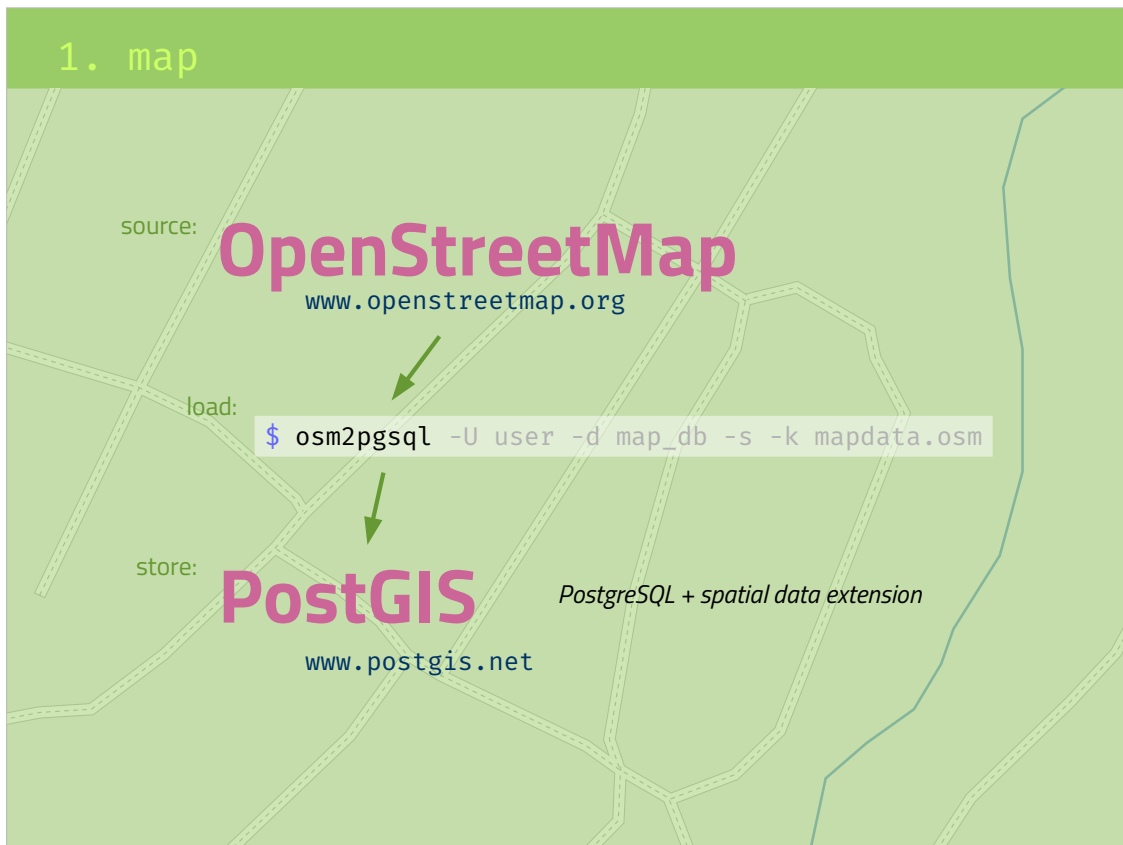 1. map
source:
OpenStreetMap
www.openstreetmap.org
load:
$ osm2pgsql -U user -d map_db -s -k mapdata.osm
store:
PostGIS
PostgreSQL + spatial data extension
www.postgis.net